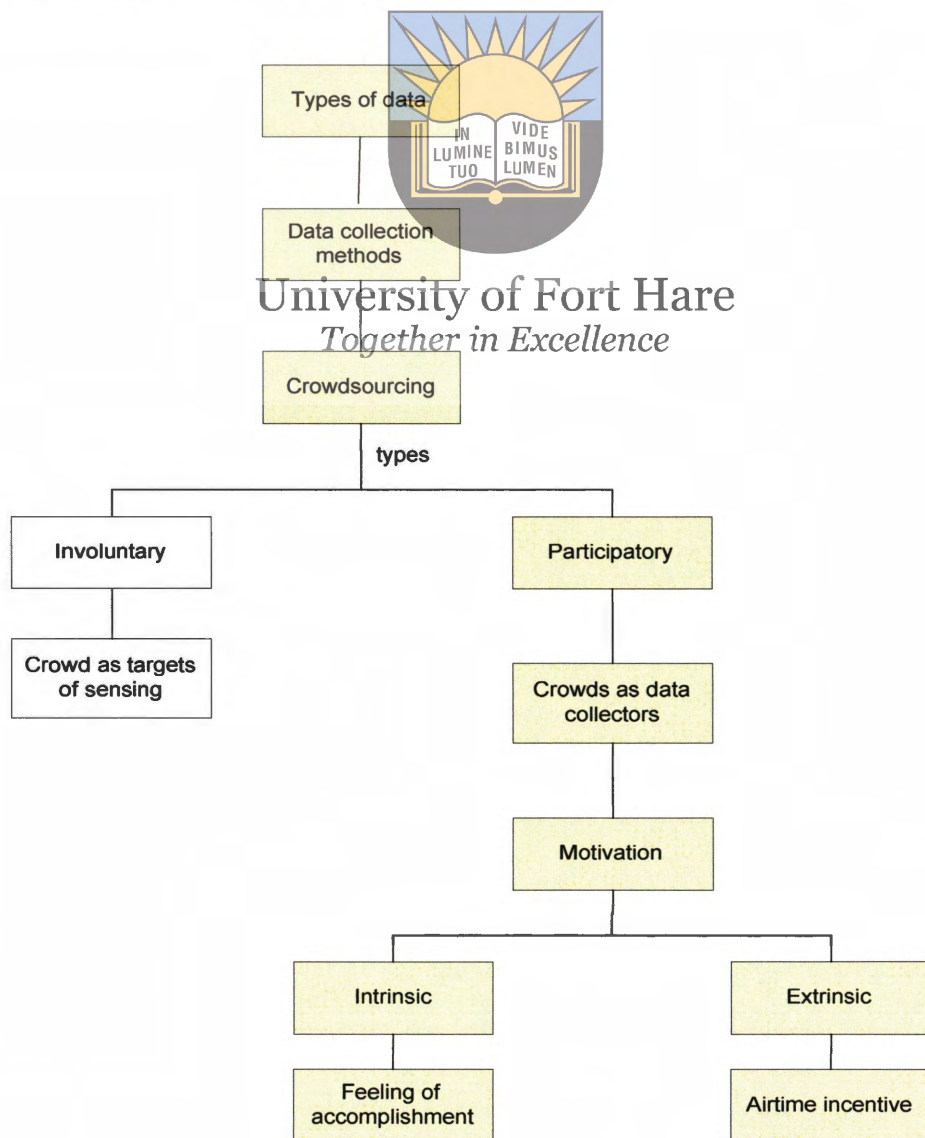 Types of data
IN
LUMINE
TUO
VIDE
BIMUS
LUMEN
Data collection
methods
University of Fort Hare
Together in Excellence
Crowdsourcing
types
Involuntary
Participatory
Crowd as targets
of sensing
Crowds as data
collectors
Motivation
Intrinsic
Extrinsic
Feeling of
accomplishment
Airtime incentive